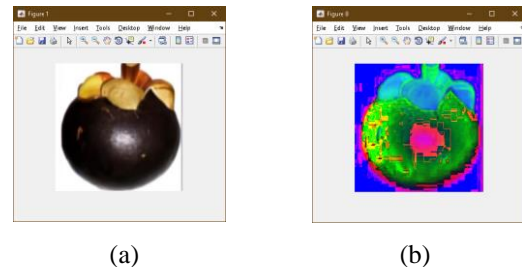 Figure 1
File Edit View Insert Tools Desktop Window Help
Figure 8
File Edit View Insert Tools Desktop Window Help
(a)
(b)